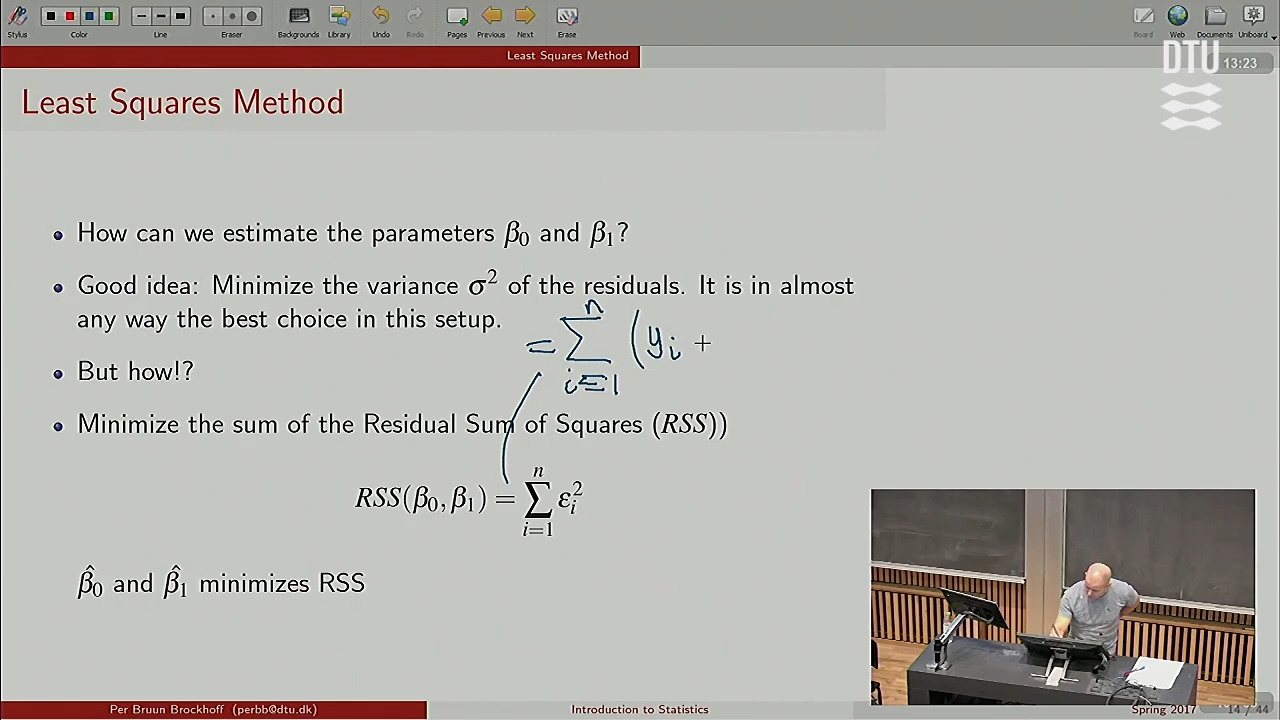 Stylus Color Line Eraser Backgrounds Library Undo Redo Pages Previous Next Erase Board Web Documents Uniboard
Least Squares Method
DTU 13:23
Least Squares Method
How can we estimate the parameters β₀ and β₁?
Good idea: Minimize the variance σ² of the residuals. It is in almost
any way the best choice in this setup.
= ∑ⁿᵢ₌₁ (yᵢ +
But how!?
Minimize the sum of the Residual Sum of Squares (RSS))
RSS(β₀, β₁) = ∑ⁿᵢ₌₁ εᵢ²
β̂₀ and β̂₁ minimizes RSS
Per Bruun Brockhoff (perbb@dtu.dk) Introduction to Statistics Spring 2017 14 / 44